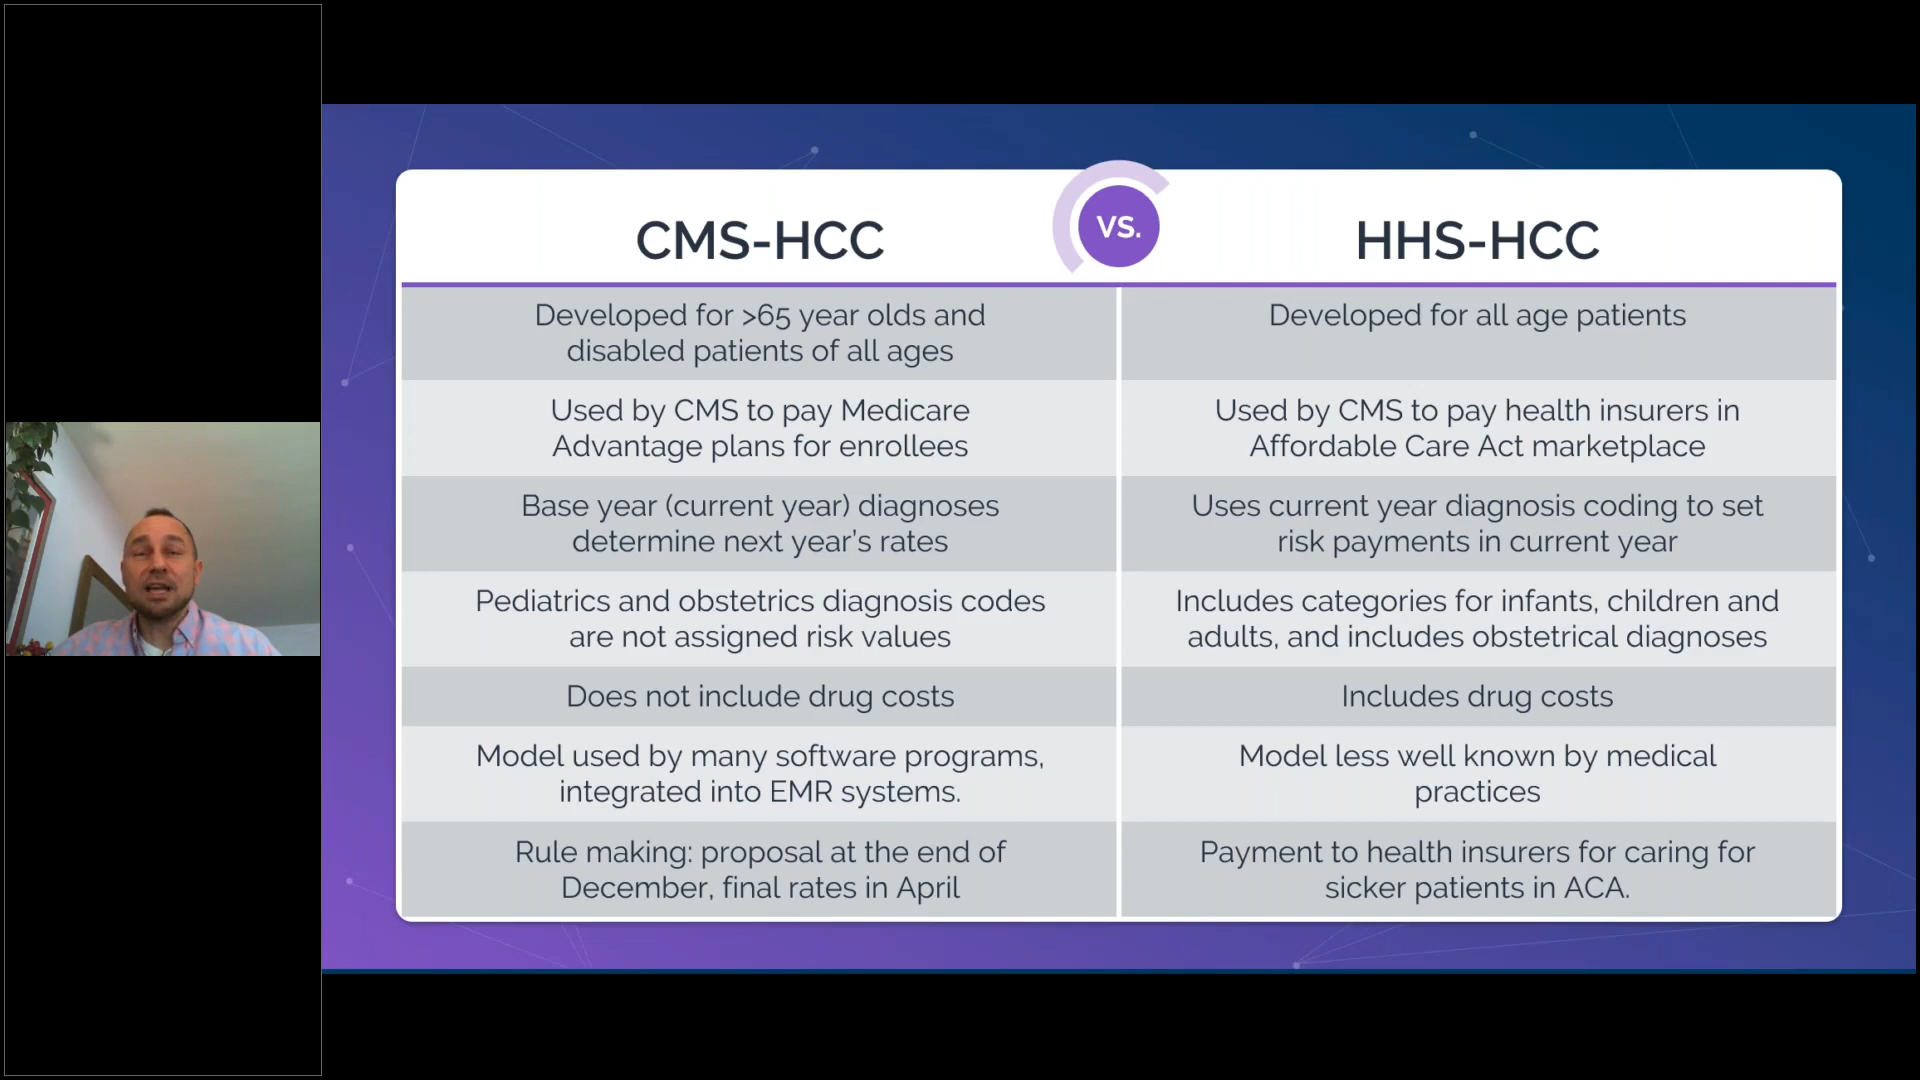 CMS-HCC
VS.
HHS-HCC
Developed for >65 year olds and
disabled patients of all ages
Developed for all age patients
Used by CMS to pay Medicare
Advantage plans for enrollees
Used by CMS to pay health insurers in
Affordable Care Act marketplace
Base year (current year) diagnoses
determine next year’s rates
Uses current year diagnosis coding to set
risk payments in current year
Pediatrics and obstetrics diagnosis codes
are not assigned risk values
Includes categories for infants, children and
adults, and includes obstetrical diagnoses
Does not include drug costs
Includes drug costs
Model used by many software programs,
integrated into EMR systems.
Model less well known by medical
practices
Rule making: proposal at the end of
December, final rates in April
Payment to health insurers for caring for
sicker patients in ACA.